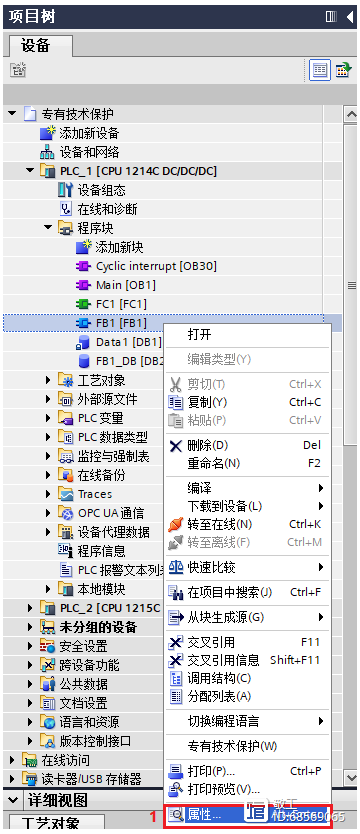 项目树
设备
专有技术保护
添加新设备
设备和网络
PLC_1 [CPU 1214C DC/DC/DC]
设备组态
在线和诊断
程序块
添加新块
Cyclic interrupt [OB30]
Main [OB1]
FC1 [FC1]
FB1 [FB1]
Data1 [DB1]
FB1_DB [DB2
工艺对象
外部源文件
PLC 变量
PLC 数据类型
监控与强制表
在线备份
Traces
OPC UA 通信
设备代理数据
程序信息
PLC 报警文本列表
本地模块
PLC_2 [CPU 1215C
未分组的设备
安全设置
跨设备功能
公共数据
文档设置
语言和资源
版本控制接口
在线访问
读卡器/USB 存储器
详细视图
工艺对象
打开
编辑类型(Y)
剪切(T) Ctrl+X
复制(Y) Ctrl+C
粘贴(P) Ctrl+V
删除(D) Del
重命名(N) F2
编译
下载到设备(L)
转至在线(N) Ctrl+K
转至离线(F) Ctrl+M
快速比较
在项目中搜索(J) Ctrl+F
从块生成源(G)
交叉引用 F11
交叉引用信息 Shift+F11
调用结构(C)
分配列表(A)
切换编程语言
专有技术保护(W)
打印(P)... Ctrl+P
打印预览(V)...
1
属性...
ID:68569065